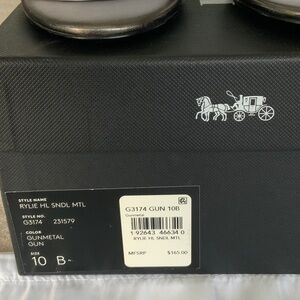 STYLE NAME
RYLIE HL SNDL MTL
STYLE NO.
G3174 231579
COLOR
GUNMETAL
GUN
SIZE
10 B
G3174 GUN 10B
Gunmetal
1 92643 46634 0
RYLIE HL SNDL MTL
MFSRP $165.00